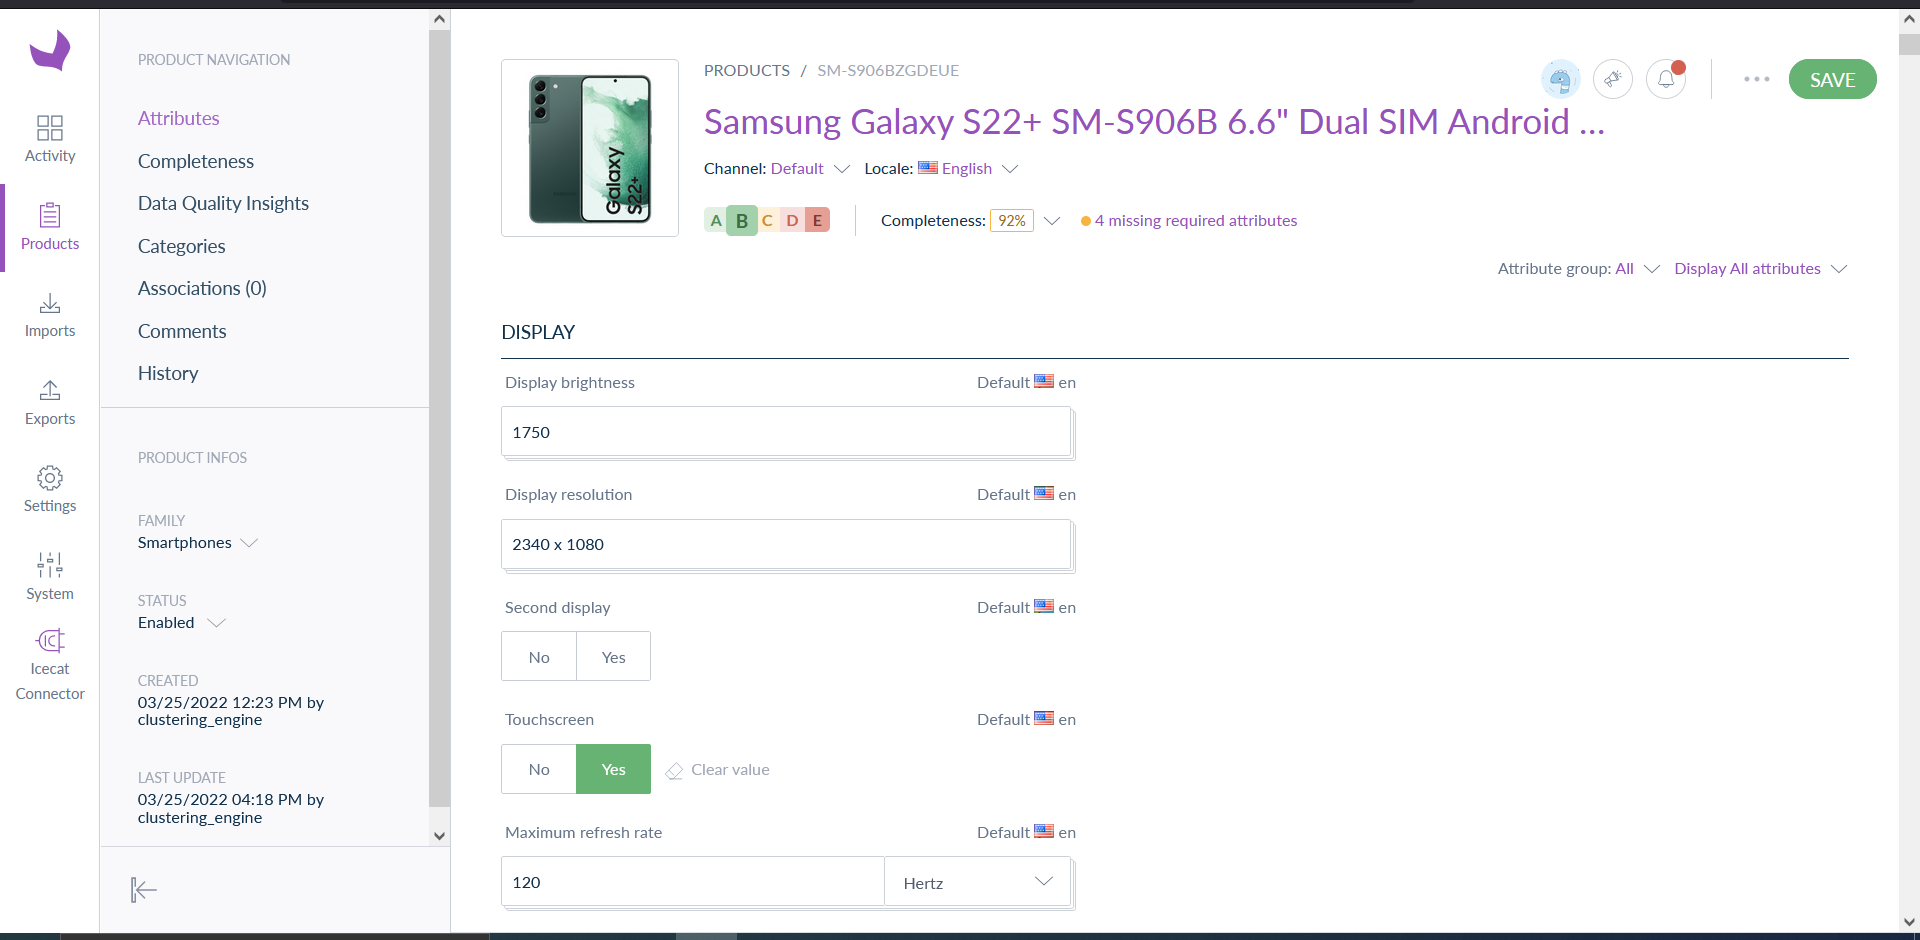 Activity
Products
Imports
Exports
Settings
System
IC
Icecat
Connector
PRODUCT NAVIGATION
Attributes
Completeness
Data Quality Insights
Categories
Associations (0)
Comments
History
PRODUCT INFOS
FAMILY
Smartphones
STATUS
Enabled
CREATED
03/25/2022 12:23 PM by
clustering_engine
LAST UPDATE
03/25/2022 04:18 PM by
clustering_engine
Galaxy
S22+
PRODUCTS / SM-S906BZGDEUE
SAVE
Samsung Galaxy S22+ SM-S906B 6.6" Dual SIM Android ...
Channel: Default Locale: English
A B C D E Completeness: 92% 4 missing required attributes
Attribute group: All Display All attributes
DISPLAY
Display brightness Default en
1750
Display resolution Default en
2340 x 1080
Second display Default en
No Yes
Touchscreen Default en
No Yes Clear value
Maximum refresh rate Default en
120 Hertz